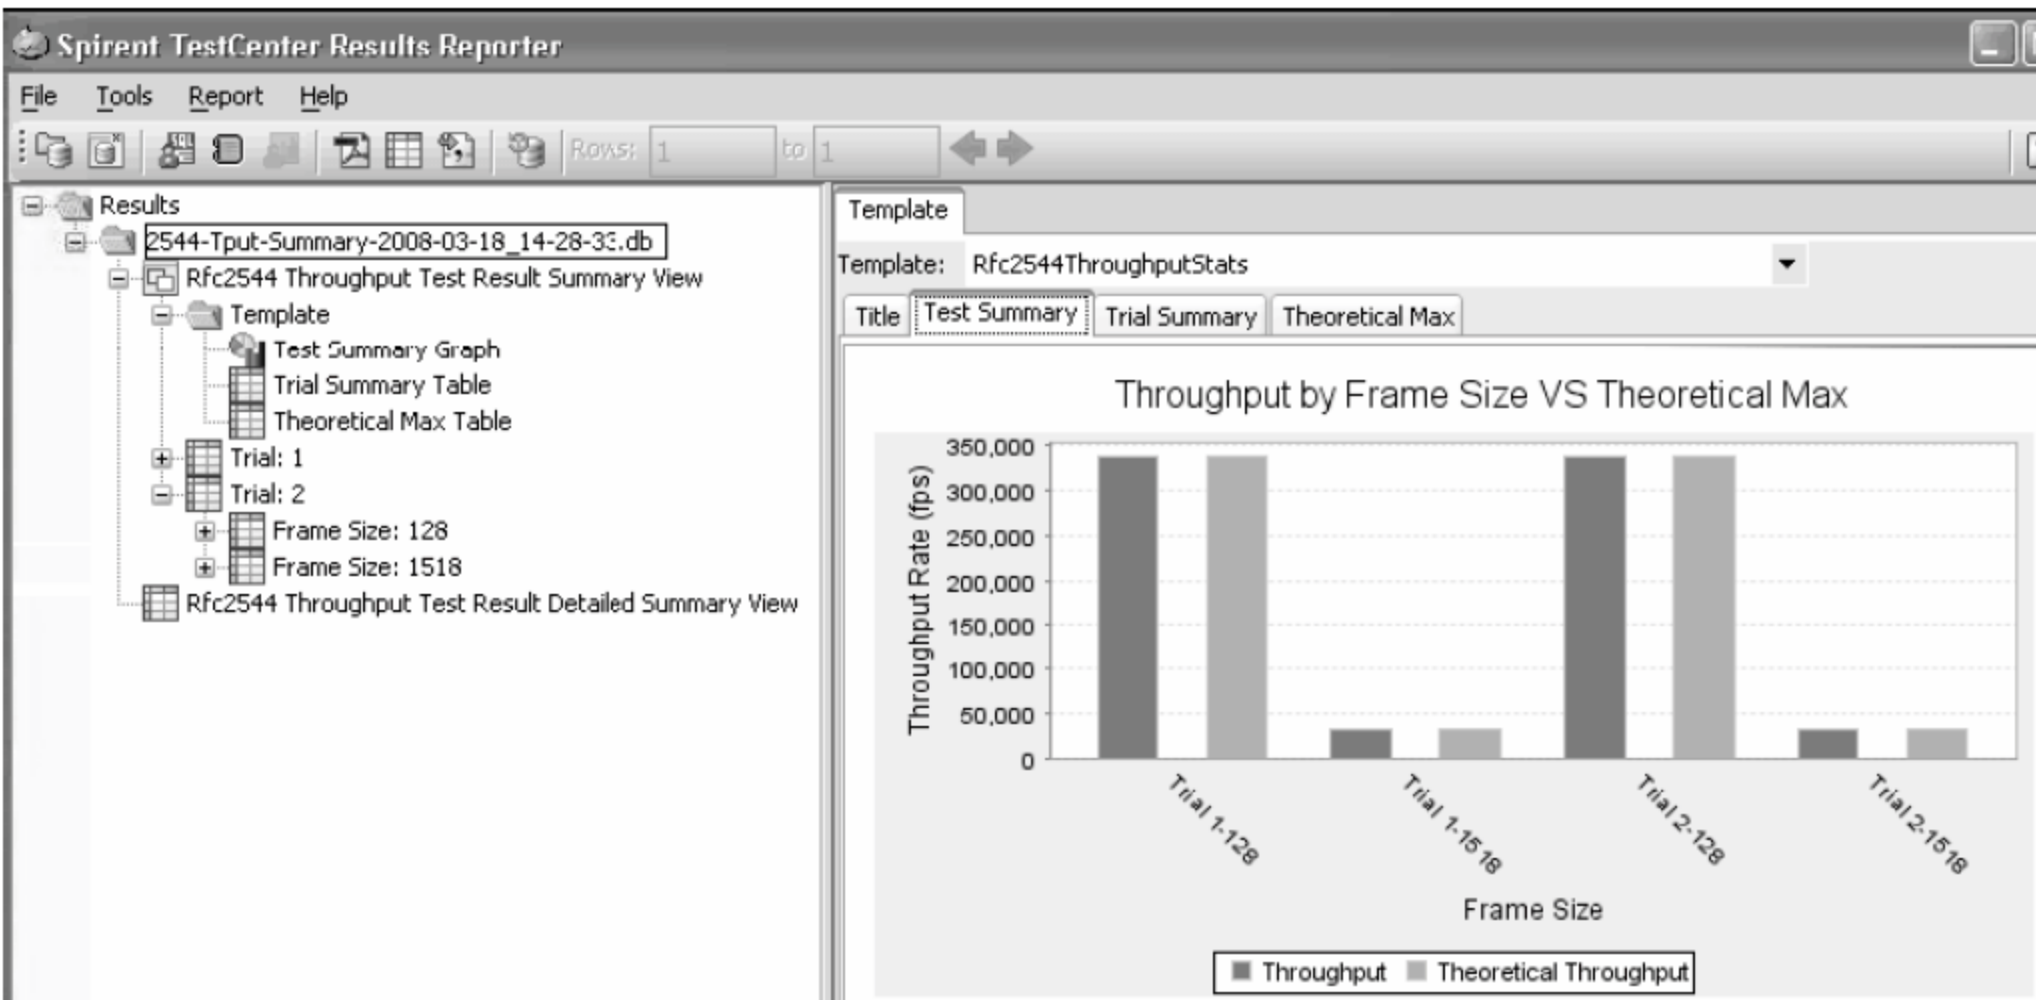 Spirent TestCenter Results Reporter
File Tools Report Help
Rows: 1 to 1
Results
2544-Tput-Summary-2008-03-18_14-28-33.db
Rfc2544 Throughput Test Result Summary View
Template
Test Summary Graph
Trial Summary Table
Theoretical Max Table
Trial: 1
Trial: 2
Frame Size: 128
Frame Size: 1518
Rfc2544 Throughput Test Result Detailed Summary View
Template
Template: Rfc2544ThroughputStats
Title Test Summary Trial Summary Theoretical Max
Throughput by Frame Size VS Theoretical Max
Throughput Rate (fps)
350,000
300,000
250,000
200,000
150,000
100,000
50,000
0
Trial 1-128
Trial 1-1518
Trial 2-128
Trial 2-1518
Frame Size
Throughput Theoretical Throughput